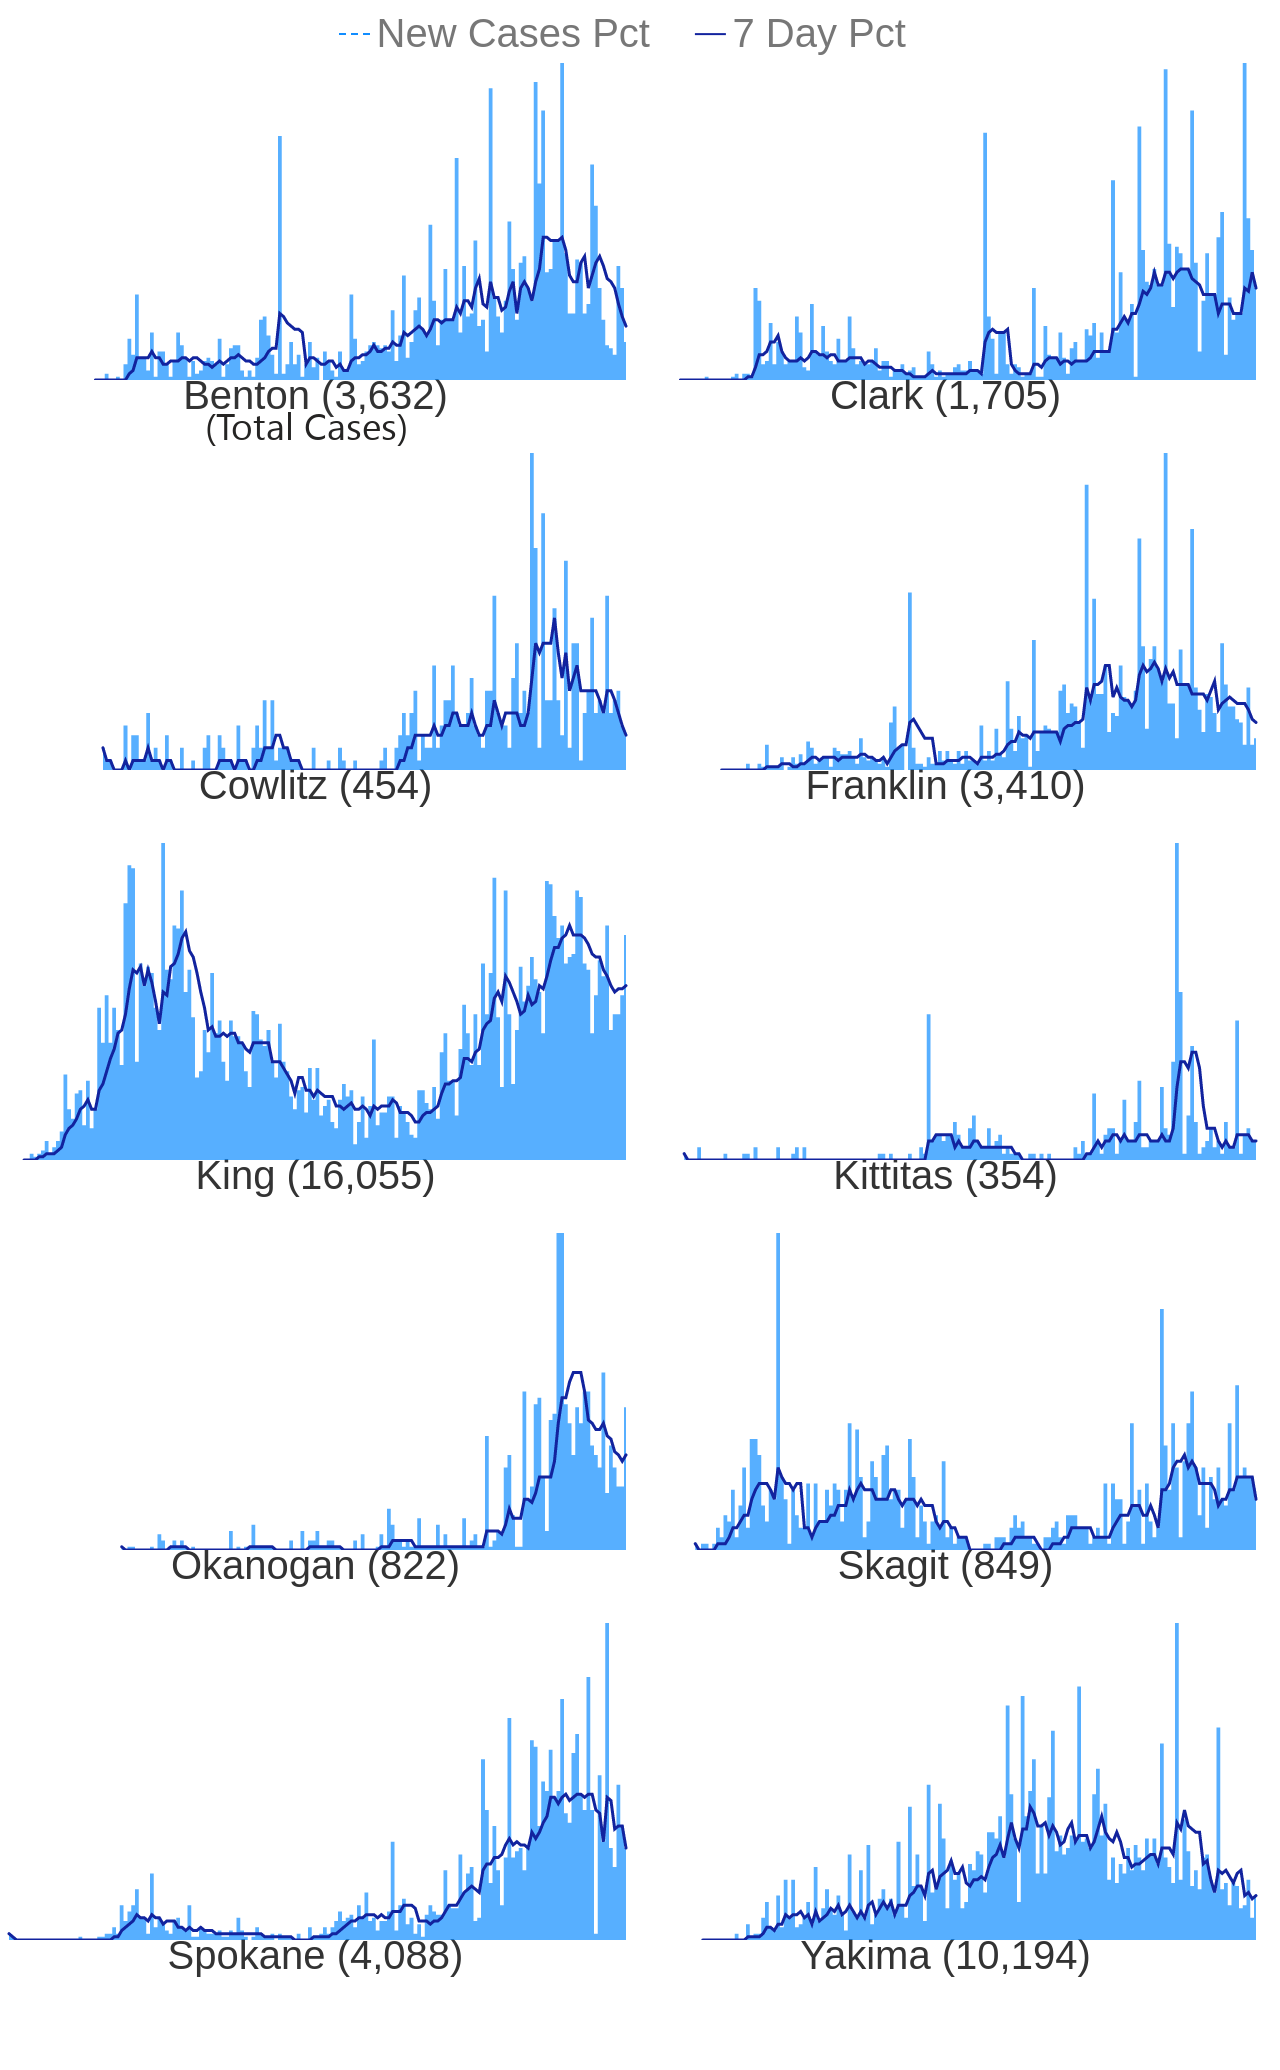 New Cases Pct 7 Day Pct
Benton (3,632) Clark (1,705)
(Total Cases)
Cowlitz (454) Franklin (3,410)
King (16,055) Kittitas (354)
Okanogan (822) Skagit (849)
Spokane (4,088) Yakima (10,194)